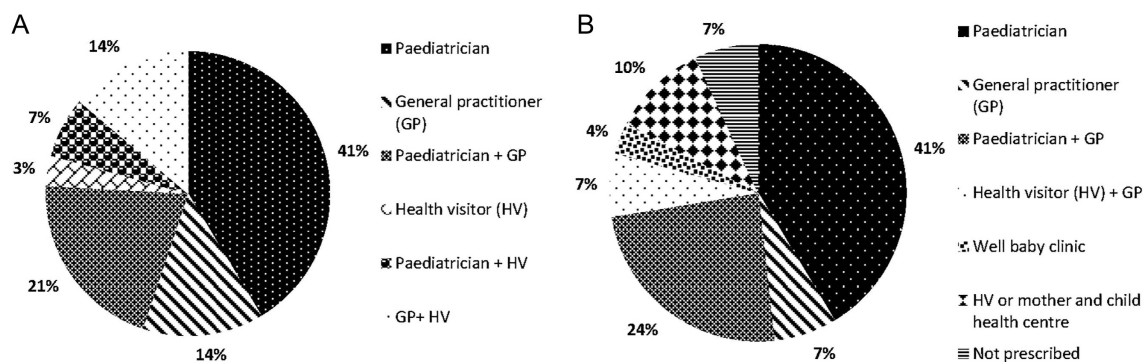 A
14%
7%
3%
21%
14%
41%
Paediatrician
General practitioner
(GP)
Paediatrician + GP
Health visitor (HV)
Paediatrician + HV
GP+ HV
B
7%
10%
4%
7%
24%
7%
41%
Paediatrician
General practitioner
(GP)
Paediatrician + GP
Health visitor (HV) + GP
Well baby clinic
HV or mother and child
health centre
Not prescribed